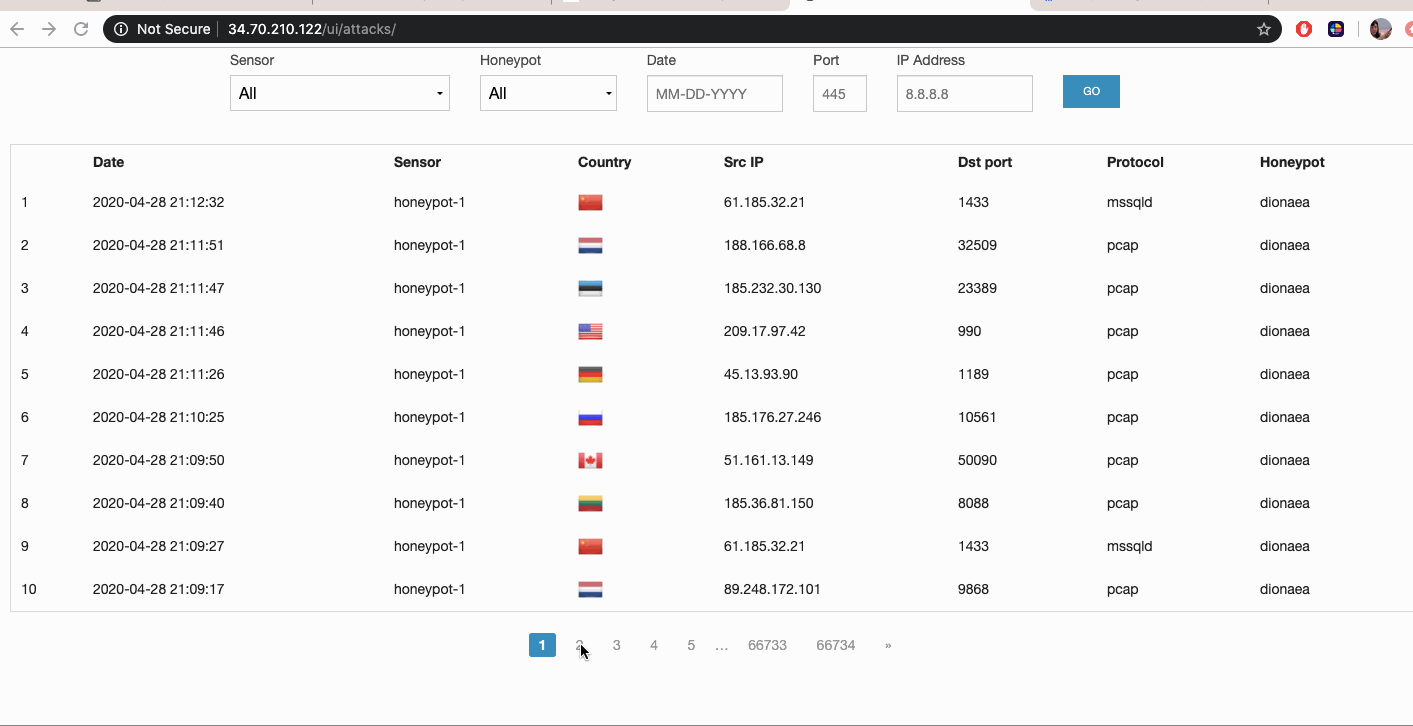 Not Secure 34.70.210.122/ui/attacks/
Sensor Honeypot Date Port IP Address
All All MM-DD-YYYY 445 8.8.8.8 GO
Date Sensor Country Src IP Dst port Protocol Honeypot
1 2020-04-28 21:12:32 honeypot-1 61.185.32.21 1433 mssqld dionaea
2 2020-04-28 21:11:51 honeypot-1 188.166.68.8 32509 pcap dionaea
3 2020-04-28 21:11:47 honeypot-1 185.232.30.130 23389 pcap dionaea
4 2020-04-28 21:11:46 honeypot-1 209.17.97.42 990 pcap dionaea
5 2020-04-28 21:11:26 honeypot-1 45.13.93.90 1189 pcap dionaea
6 2020-04-28 21:10:25 honeypot-1 185.176.27.246 10561 pcap dionaea
7 2020-04-28 21:09:50 honeypot-1 51.161.13.149 50090 pcap dionaea
8 2020-04-28 21:09:40 honeypot-1 185.36.81.150 8088 pcap dionaea
9 2020-04-28 21:09:27 honeypot-1 61.185.32.21 1433 mssqld dionaea
10 2020-04-28 21:09:17 honeypot-1 89.248.172.101 9868 pcap dionaea
1 2 3 4 5 ... 66733 66734 »